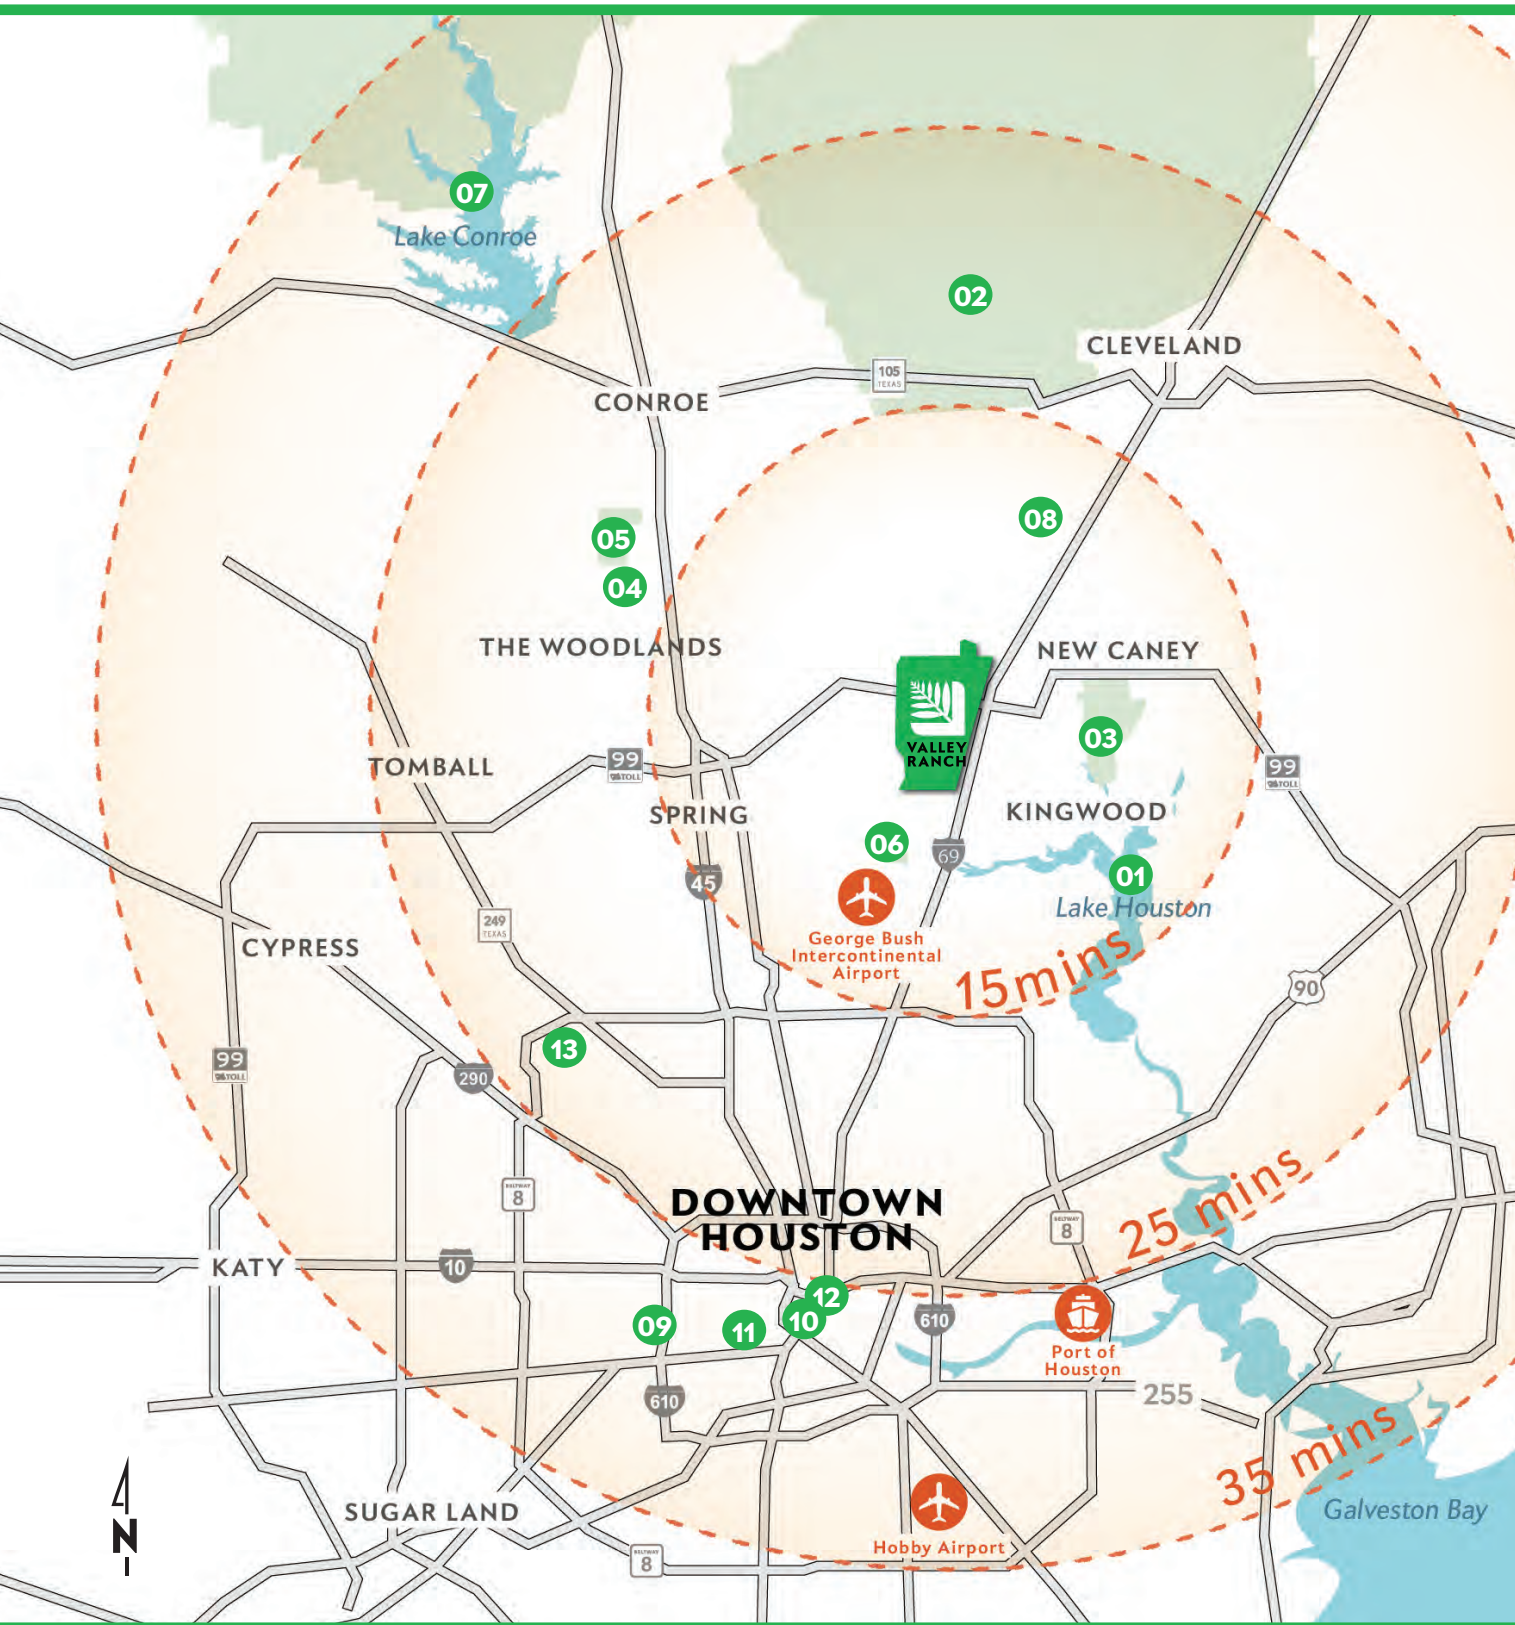 07
Lake Conroe
02
CLEVELAND
105
TEXAS
CONROE
08
05
04
THE WOODLANDS
NEW CANEY
VALLEY
RANCH
03
99
TOLL
TOMBALL
99
TOLL
SPRING
KINGWOOD
06
69
45
01
Lake Houston
249
TEXAS
George Bush
Intercontinental
Airport
CYPRESS
15mins
90
13
99
TOLL
290
25 mins
BELTWAY
8
DOWNTOWN
HOUSTON
BELTWAY
8
KATY
10
12
10
09
11
610
Port of
Houston
610
255
35 mins
SUGAR LAND
Galveston Bay
N
Hobby Airport
BELTWAY
8